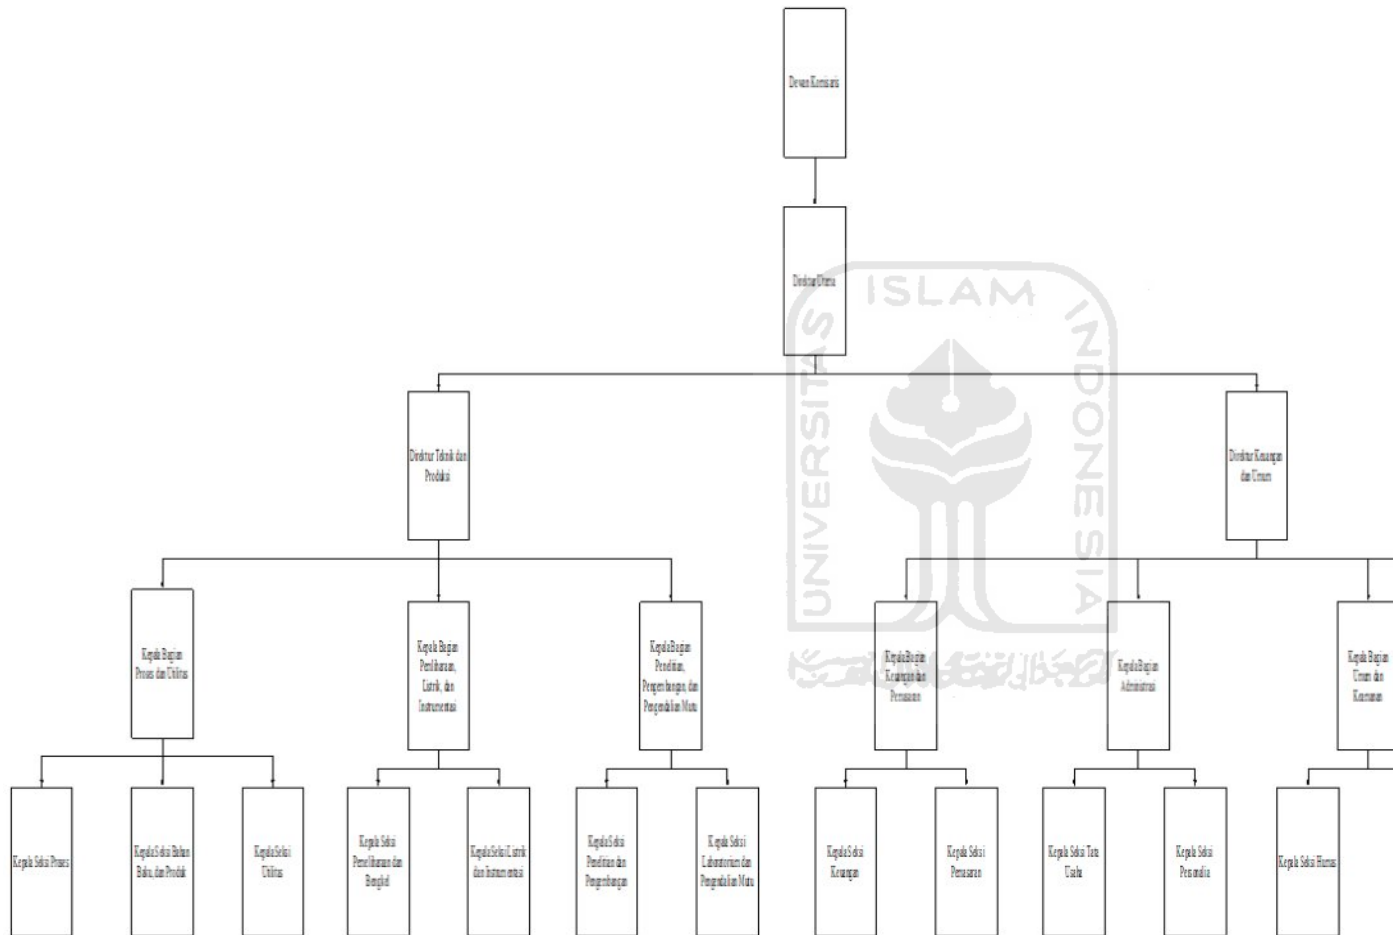 Dewan Komisaris
Direktur Utama
ISLAM
UNIVERSITAS
INDONESIA
Direktur Teknik dan
Produksi
Direktur Keuangan
dan Umum
Kepala Bagian
Proses dan Utilitas
Kepala Bagian
Pemliharaan,
Listrik, dan
Instrumentasi
Kepala Bagian
Penelitian,
Pengembangan, dan
Pengendalian Mutu
Kepala Bagian
Keuangan dan
Pemasaran
Kepala Bagian
Administrasi
Kepala Bagian
Umum dan
Keamanan
Kepala Seksi Proses
Kepala Seksi Bahan
Baku, dan Produk
Kepala Seksi
Utilitas
Kepala Seksi
Pemeliharaan dan
Bengkel
Kepala Seksi Listrik
dan Instrumentasi
Kepala Seksi
Penelitian dan
Pengembangan
Kepala Seksi
Laboratorium dan
Pengendalian Mutu
Kepala Seksi
Keuangan
Kepala Seksi
Pemasaran
Kepala Seksi Tata
Usaha
Kepala Seksi
Personalia
Kepala Seksi Humas